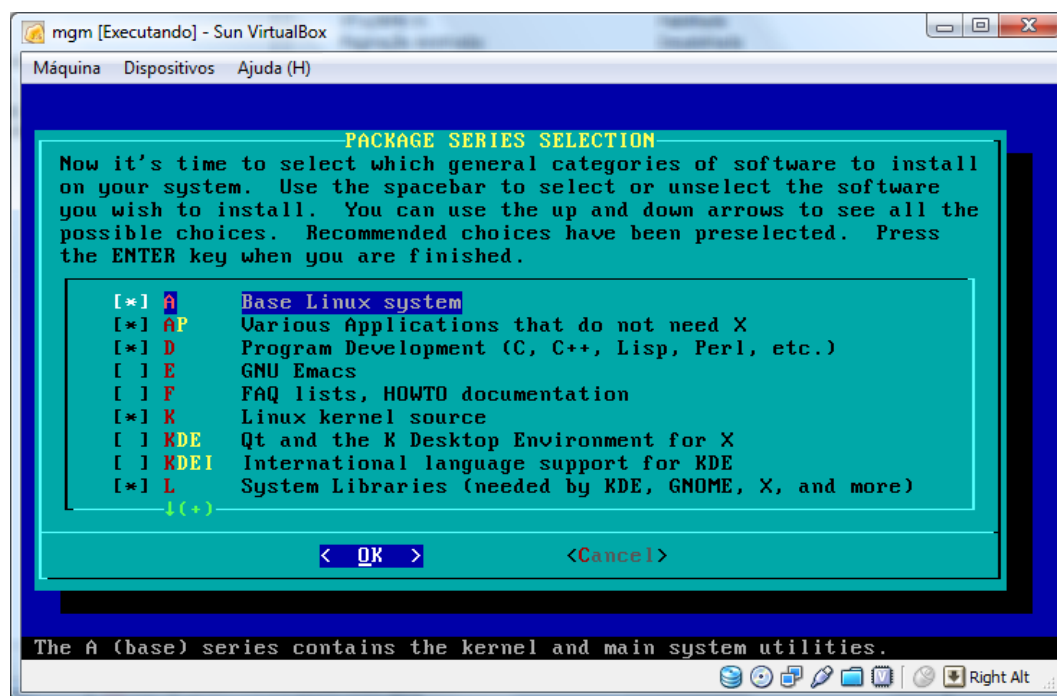 mgm [Executando] - Sun VirtualBox
Máquina Dispositivos Ajuda (H)
PACKAGE SERIES SELECTION
Now it's time to select which general categories of software to install
on your system. Use the spacebar to select or unselect the software
you wish to install. You can use the up and down arrows to see all the
possible choices. Recommended choices have been preselected. Press
the ENTER key when you are finished.
[*] A Base Linux system
[*] AP Various Applications that do not need X
[*] D Program Development (C, C++, Lisp, Perl, etc.)
[ ] E GNU Emacs
[ ] F FAQ lists, HOWTO documentation
[*] K Linux kernel source
[ ] KDE Qt and the K Desktop Environment for X
[ ] KDEI International language support for KDE
[*] L System Libraries (needed by KDE, GNOME, X, and more)
↓(+)
< OK > <Cancel>
The A (base) series contains the kernel and main system utilities.
Right Alt